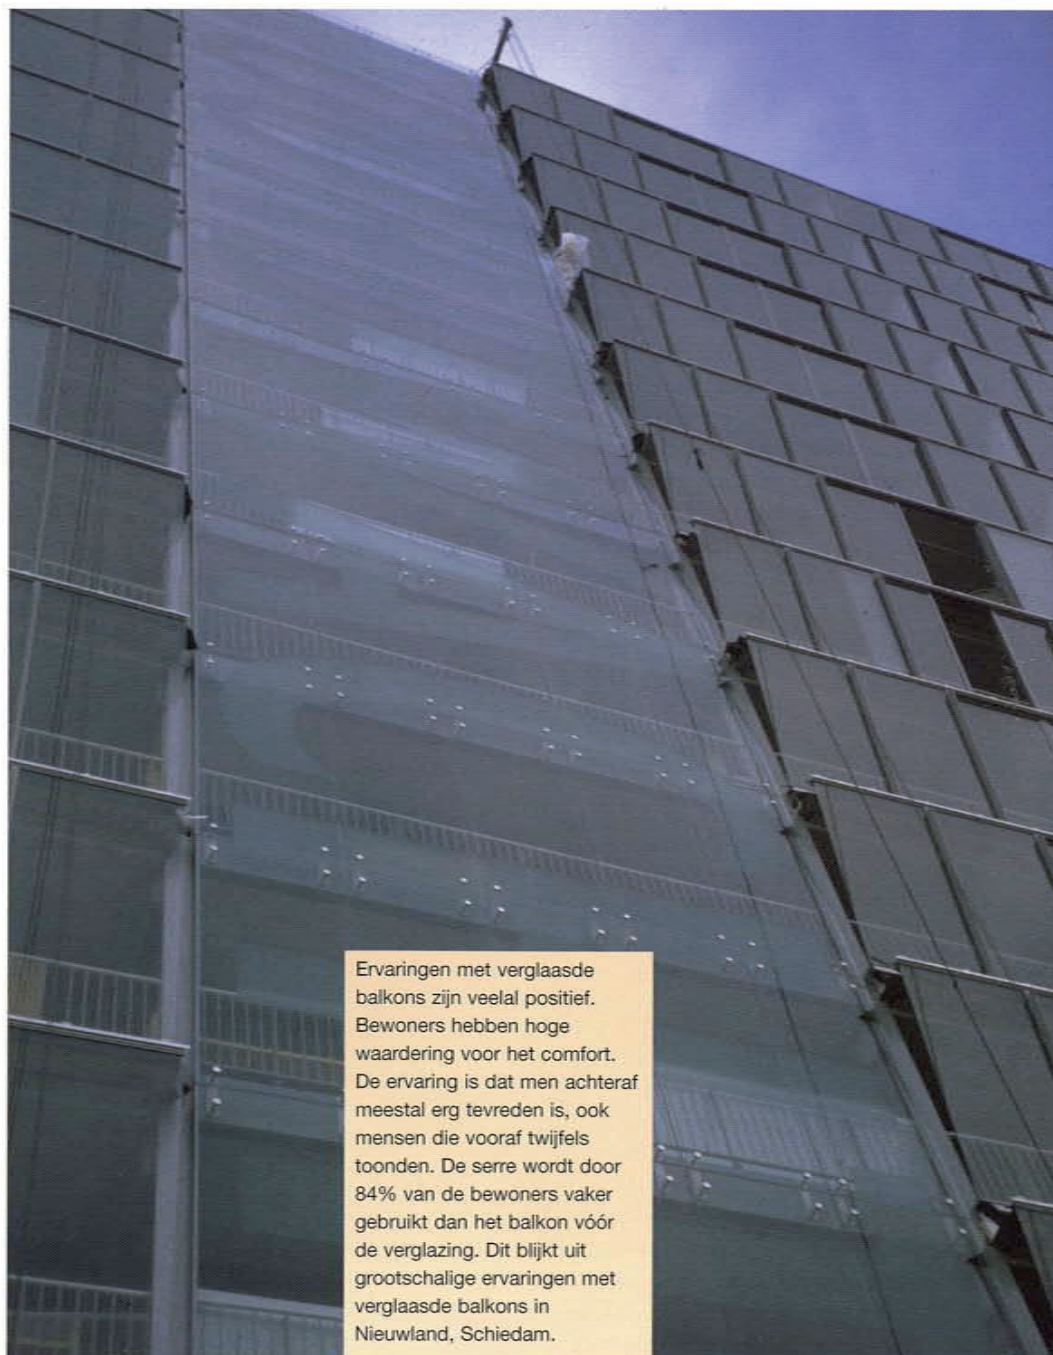 Ervaringen met verglaasde
balkons zijn veelal positief.
Bewoners hebben hoge
waardering voor het comfort.
De ervaring is dat men achteraf
meestal erg tevreden is, ook
mensen die vooraf twijfels
toonden. De serre wordt door
84% van de bewoners vaker
gebruikt dan het balkon vóór
de verglazing. Dit blijkt uit
grootschalige ervaringen met
verglaasde balkons in
Nieuwland, Schiedam.